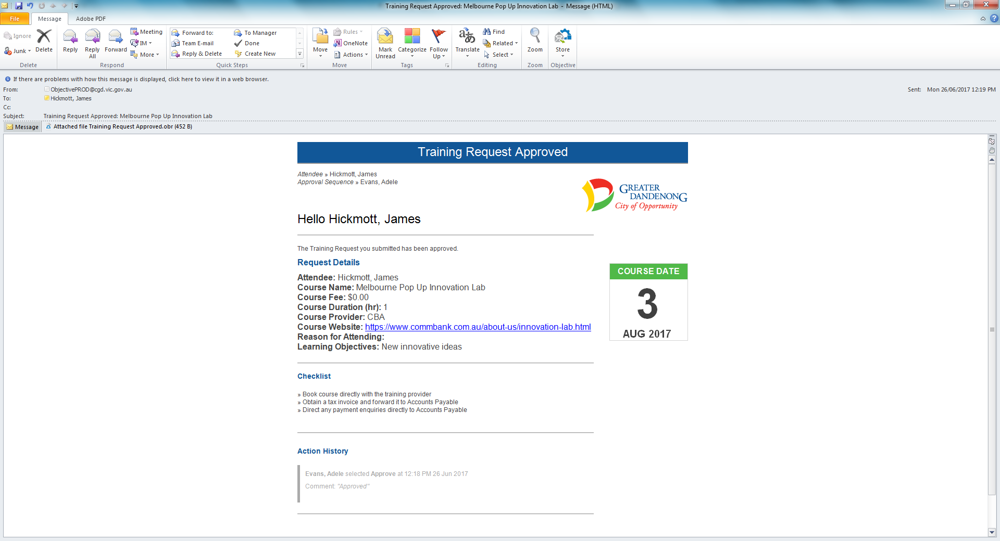 Training Request Approved: Melbourne Pop Up Innovation Lab - Message (HTML)
File Message Adobe PDF
Ignore
Junk
Delete
Delete
Reply
Reply All
Forward
Meeting
IM
More
Respond
Forward to:
Team E-mail
Reply & Delete
To Manager
Done
Create New
Quick Steps
Move
Rules
OneNote
Actions
Move
Mark Unread
Categorize
Follow Up
Tags
Translate
Find
Related
Select
Editing
Zoom
Zoom
Store
Objective
If there are problems with how this message is displayed, click here to view it in a web browser.
From: ObjectivePROD@cgd.vic.gov.au
Sent: Mon 26/06/2017 12:19 PM
To: Hickmott, James
Cc:
Subject: Training Request Approved: Melbourne Pop Up Innovation Lab
Message Attached file Training Request Approved.obr (452 B)
Training Request Approved
Attendee » Hickmott, James
Approval Sequence » Evans, Adele
GREATER
DANDENONG
City of Opportunity
Hello Hickmott, James
The Training Request you submitted has been approved.
Request Details
Attendee: Hickmott, James
Course Name: Melbourne Pop Up Innovation Lab
Course Fee: $0.00
Course Duration (hr): 1
Course Provider: CBA
Course Website: https://www.commbank.com.au/about-us/innovation-lab.html
Reason for Attending:
Learning Objectives: New innovative ideas
COURSE DATE
3
AUG 2017
Checklist
» Book course directly with the training provider
» Obtain a tax invoice and forward it to Accounts Payable
» Direct any payment enquiries directly to Accounts Payable
Action History
Evans, Adele selected Approve at 12:18 PM 26 Jun 2017
Comment: "Approved"